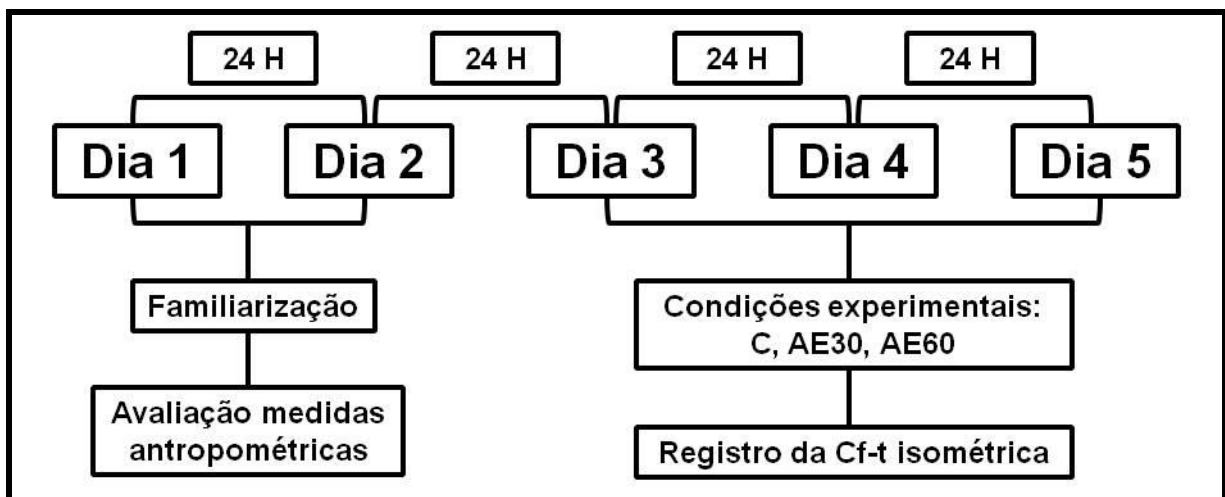 24 H
24 H
24 H
24 H
Dia 1
Dia 2
Dia 3
Dia 4
Dia 5
Familiarização
Avaliação medidas
antropométricas
Condições experimentais:
C, AE30, AE60
Registro da Cf-t isométrica